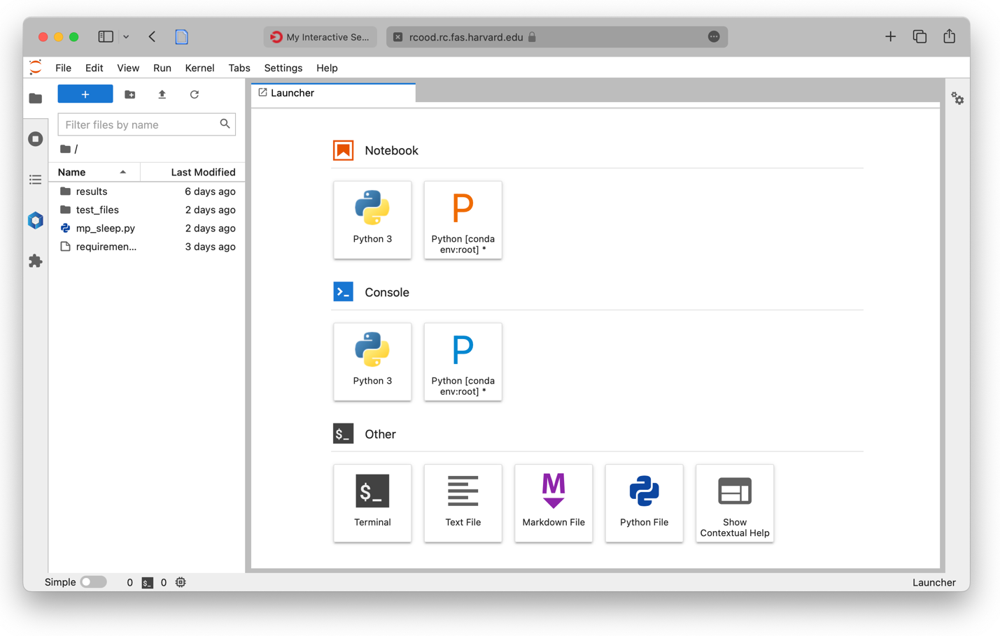 My Interactive Se...
rcood.rc.fas.harvard.edu
File Edit View Run Kernel Tabs Settings Help
+
Filter files by name
/
Name Last Modified
results 6 days ago
test_files 2 days ago
mp_sleep.py 2 days ago
requiremen... 3 days ago
Launcher
Notebook
Python 3
P
Python [conda
env:root] *
>_
Console
Python 3
P
Python [conda
env:root] *
$_
Other
$_
Terminal
Text File
M
Markdown File
Python File
Show
Contextual Help
Simple 0 $_ 0
Launcher